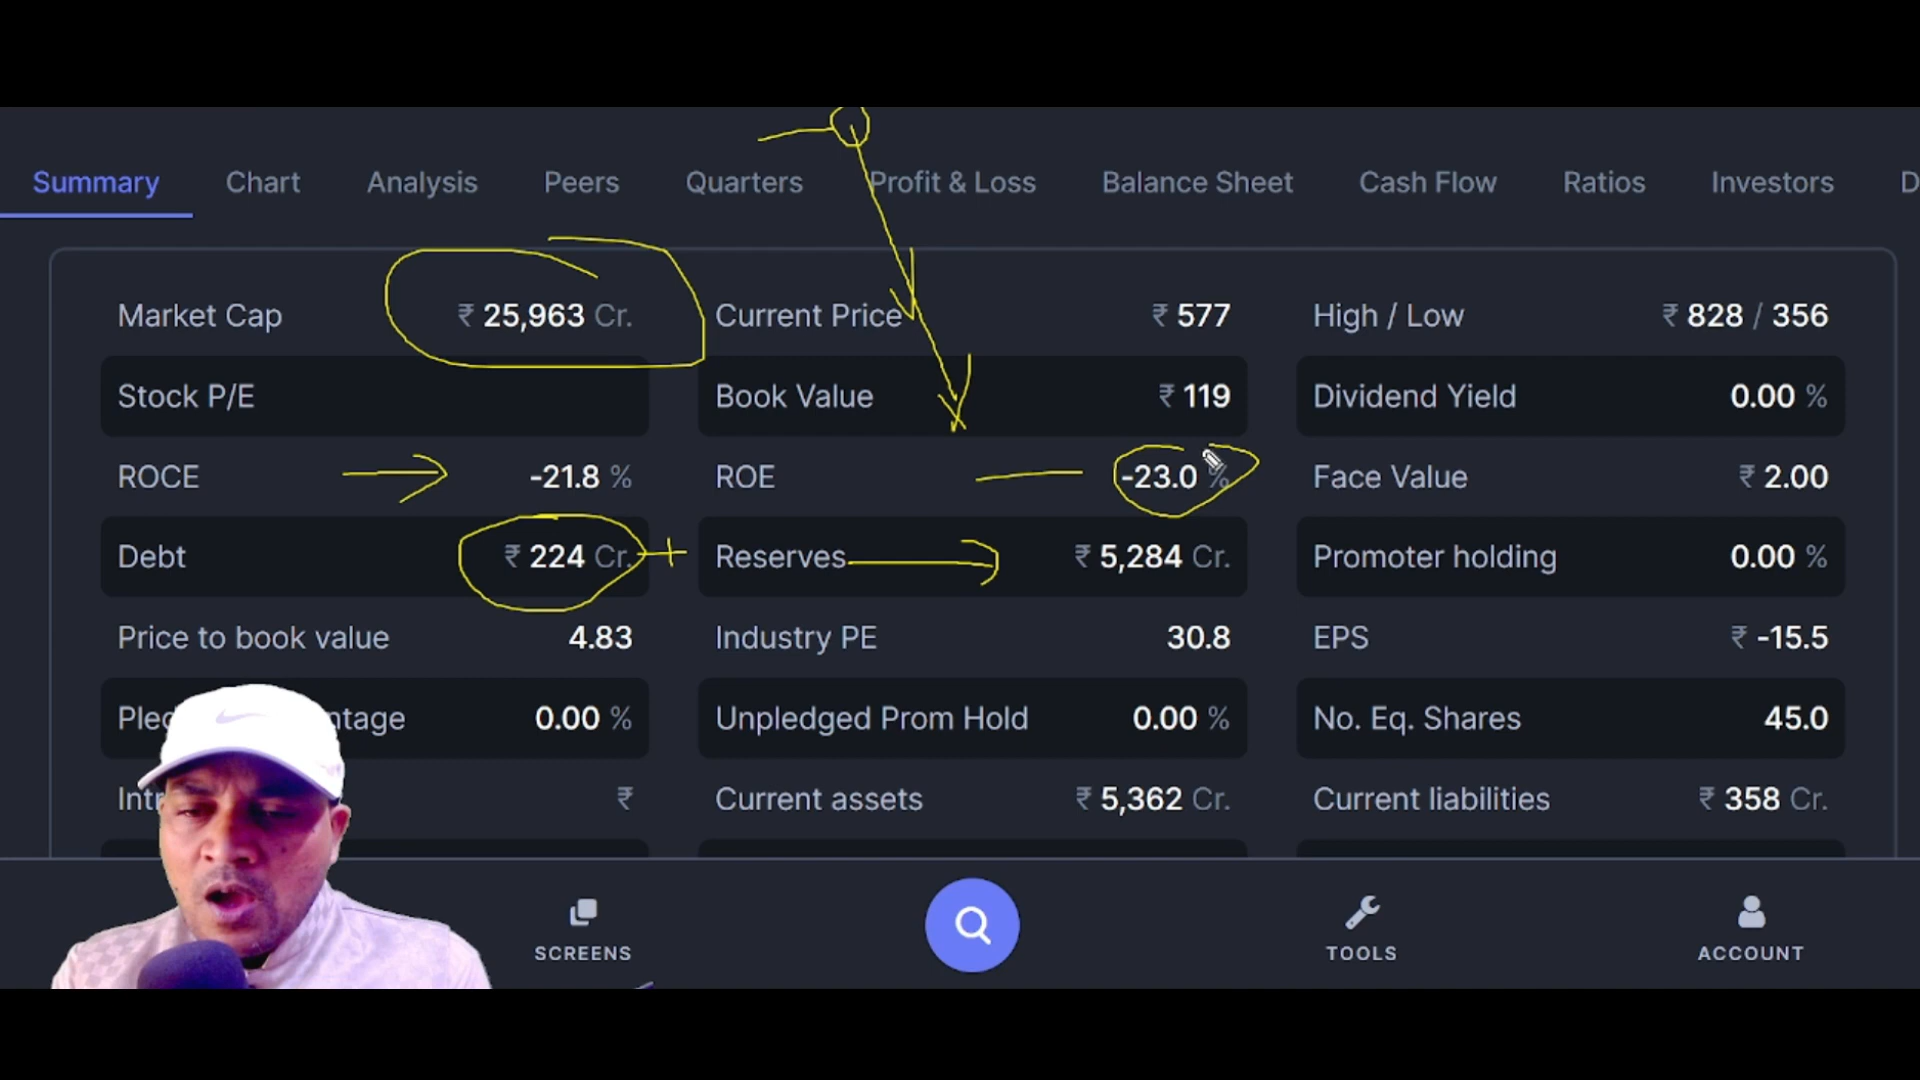 Summary Chart Analysis Peers Quarters Profit & Loss Balance Sheet Cash Flow Ratios Investors D
Market Cap ₹ 25,963 Cr. Current Price ₹ 577 High / Low ₹ 828 / 356
Stock P/E Book Value ₹ 119 Dividend Yield 0.00 %
ROCE -21.8 % ROE -23.0 % Face Value ₹ 2.00
Debt ₹ 224 Cr. Reserves ₹ 5,284 Cr. Promoter holding 0.00 %
Price to book value 4.83 Industry PE 30.8 EPS ₹ -15.5
0.00 % Unpledged Prom Hold 0.00 % No. Eq. Shares 45.0
₹ Current assets ₹ 5,362 Cr. Current liabilities ₹ 358 Cr.
SCREENS TOOLS ACCOUNT